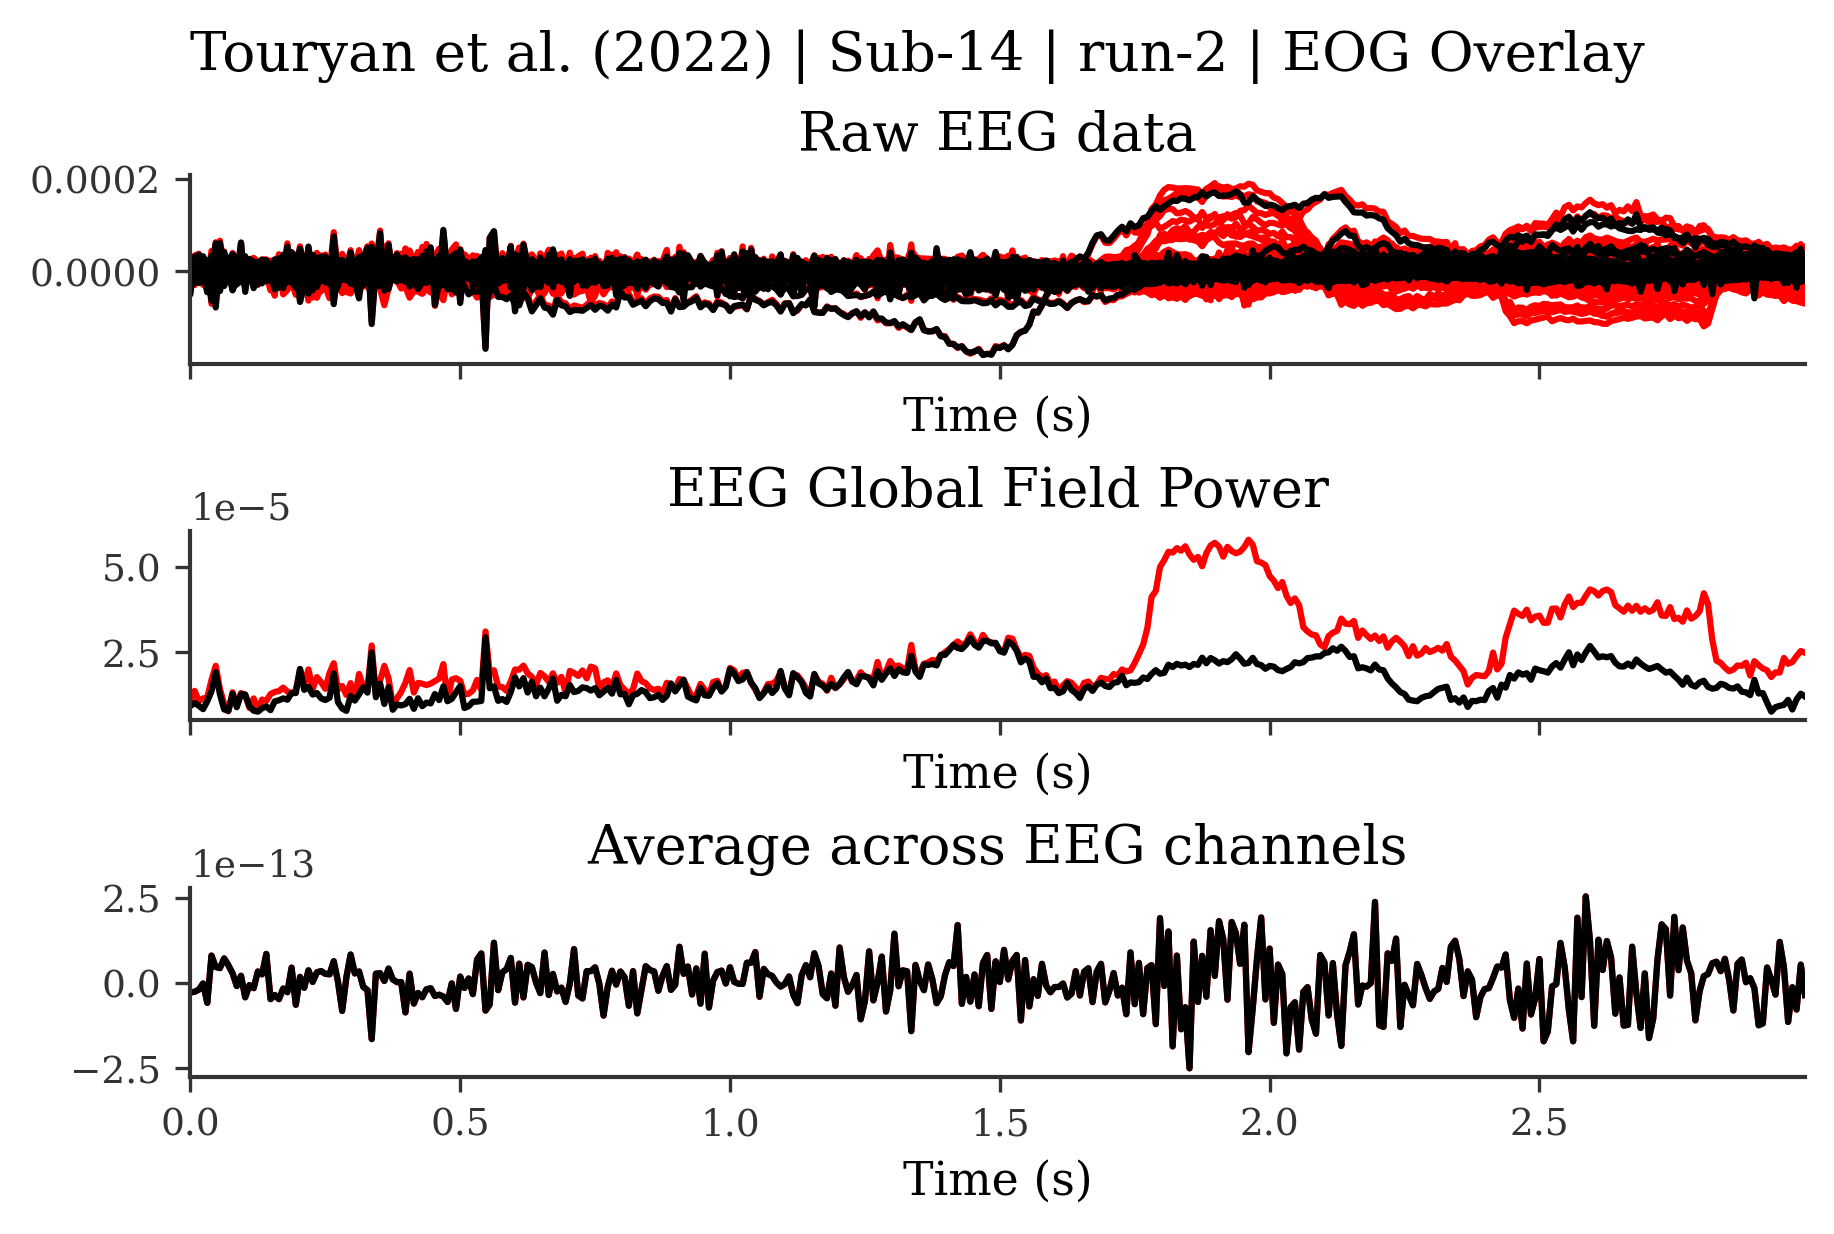 Touryan et al. (2022) | Sub-14 | run-2 | EOG Overlay
Raw EEG data
0.0002
0.0000
Time (s)
EEG Global Field Power
1e−5
5.0
2.5
Time (s)
Average across EEG channels
1e−13
2.5
0.0
−2.5
0.0 0.5 1.0 1.5 2.0 2.5
Time (s)